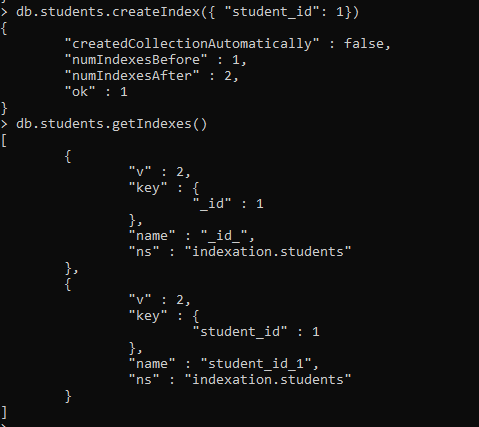 > db.students.createIndex({ "student_id": 1})
{
        "createdCollectionAutomatically" : false,
        "numIndexesBefore" : 1,
        "numIndexesAfter" : 2,
        "ok" : 1
}
> db.students.getIndexes()
[
        {
                "v" : 2,
                "key" : {
                        "_id" : 1
                },
                "name" : "_id_",
                "ns" : "indexation.students"
        },
        {
                "v" : 2,
                "key" : {
                        "student_id" : 1
                },
                "name" : "student_id_1",
                "ns" : "indexation.students"
        }
]